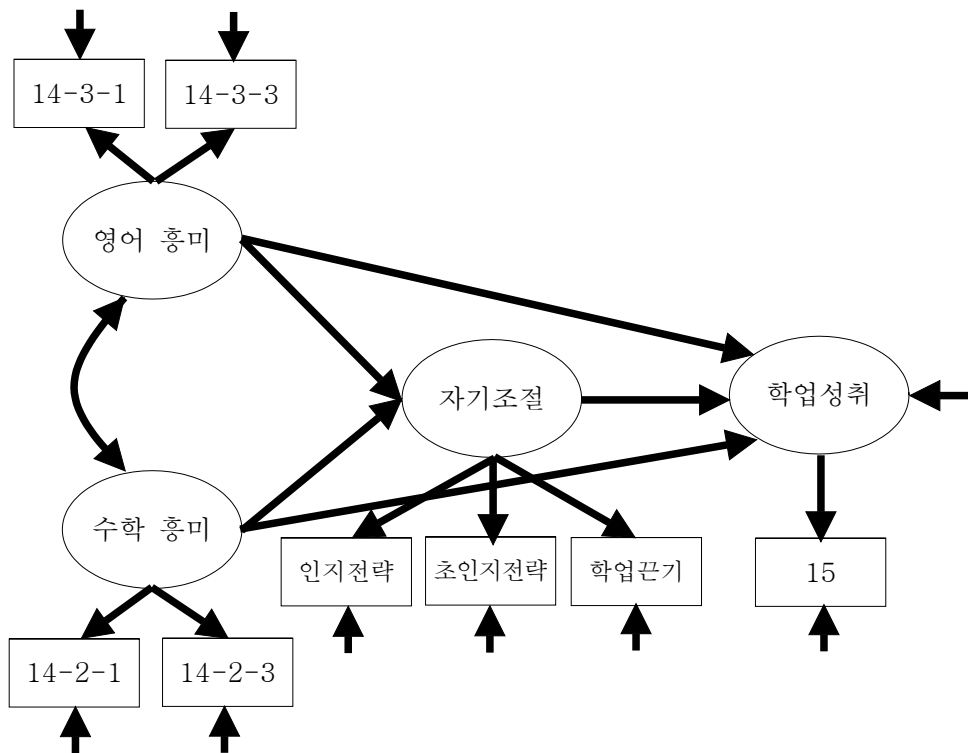 14-3-1
14-3-3
영어 흥미
자기조절
학업성취
수학 흥미
인지전략
초인지전략
학업끈기
15
14-2-1
14-2-3